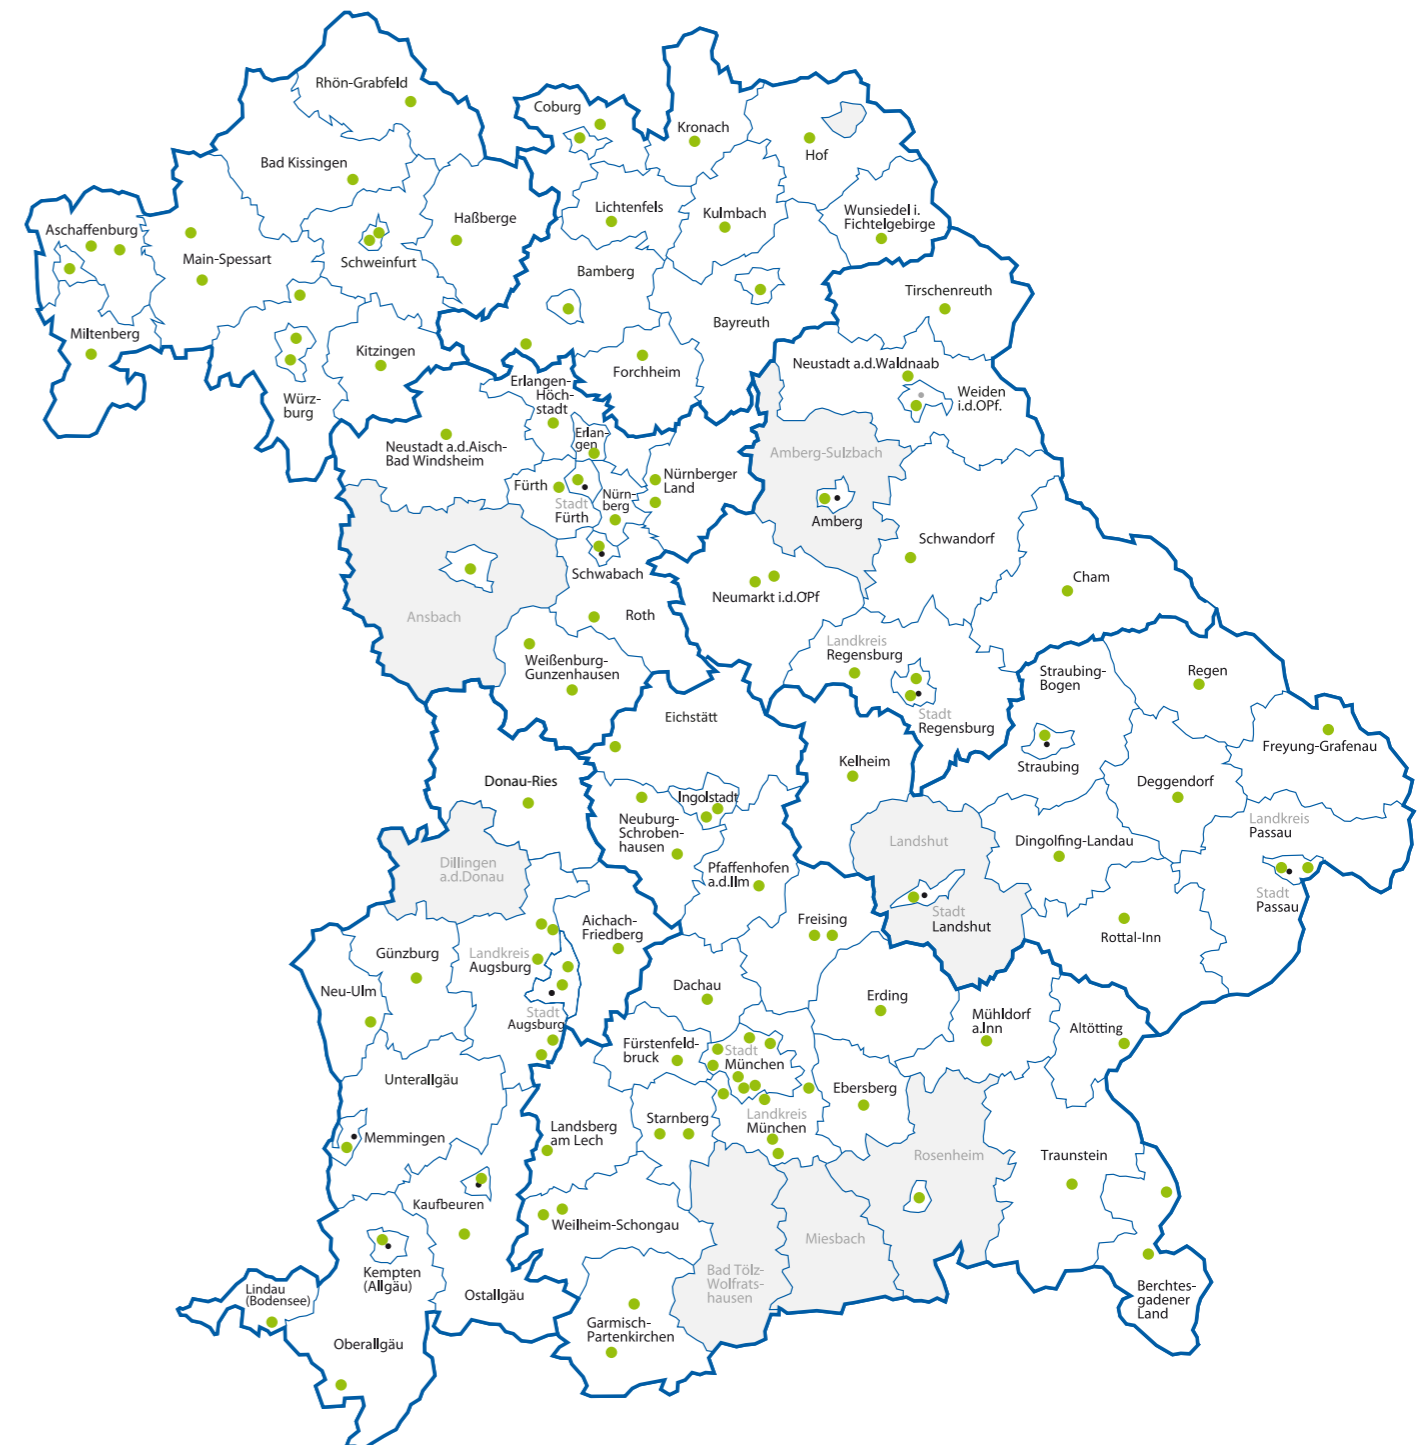 Rhön-Grabfeld
Coburg
Kronach
Hof
Bad Kissingen
Lichtenfels
Kulmbach
Wunsiedel i.
Fichtelgebirge
Haßberge
Aschaffenburg
Main-Spessart
Schweinfurt
Bamberg
Tirschenreuth
Bayreuth
Miltenberg
Kitzingen
Forchheim
Neustadt a.d.Waldnaab
Weiden
i.d.OPf.
Würz-
burg
Erlangen-
Höch-
stadt
Erlan-
gen
Neustadt a.d.Aisch-
Bad Windsheim
Nürnberger
Land
Amberg-Sulzbach
Fürth
Stadt
Fürth
Nürn-
berg
Amberg
Schwabach
Schwandorf
Cham
Neumarkt i.d.OPf
Ansbach
Roth
Landkreis
Regensburg
Weißenburg-
Gunzenhausen
Straubing-
Bogen
Regen
Eichstätt
Stadt
Regensburg
Freyung-Grafenau
Kelheim
Straubing
Deggendorf
Donau-Ries
Ingolstadt
Neuburg-
Schroben-
hausen
Landkreis
Passau
Landshut
Dingolfing-Landau
Dillingen
a.d.Donau
Pfaffenhofen
a.d.Ilm
Stadt
Passau
Aichach-
Friedberg
Freising
Stadt
Landshut
Rottal-Inn
Günzburg
Landkreis
Augsburg
Neu-Ulm
Dachau
Erding
Mühldorf
a.Inn
Altötting
Stadt
Augsburg
Fürstenfeld-
bruck
Stadt
München
Unterallgäu
Ebersberg
Landsberg
am Lech
Starnberg
Landkreis
München
Memmingen
Rosenheim
Traunstein
Kaufbeuren
Weilheim-Schongau
Miesbach
Kempten
(Allgäu)
Bad Tölz-
Wolfrats-
hausen
Lindau
(Bodensee)
Ostallgäu
Berchtes-
gadener
Land
Garmisch-
Partenkirchen
Oberallgäu